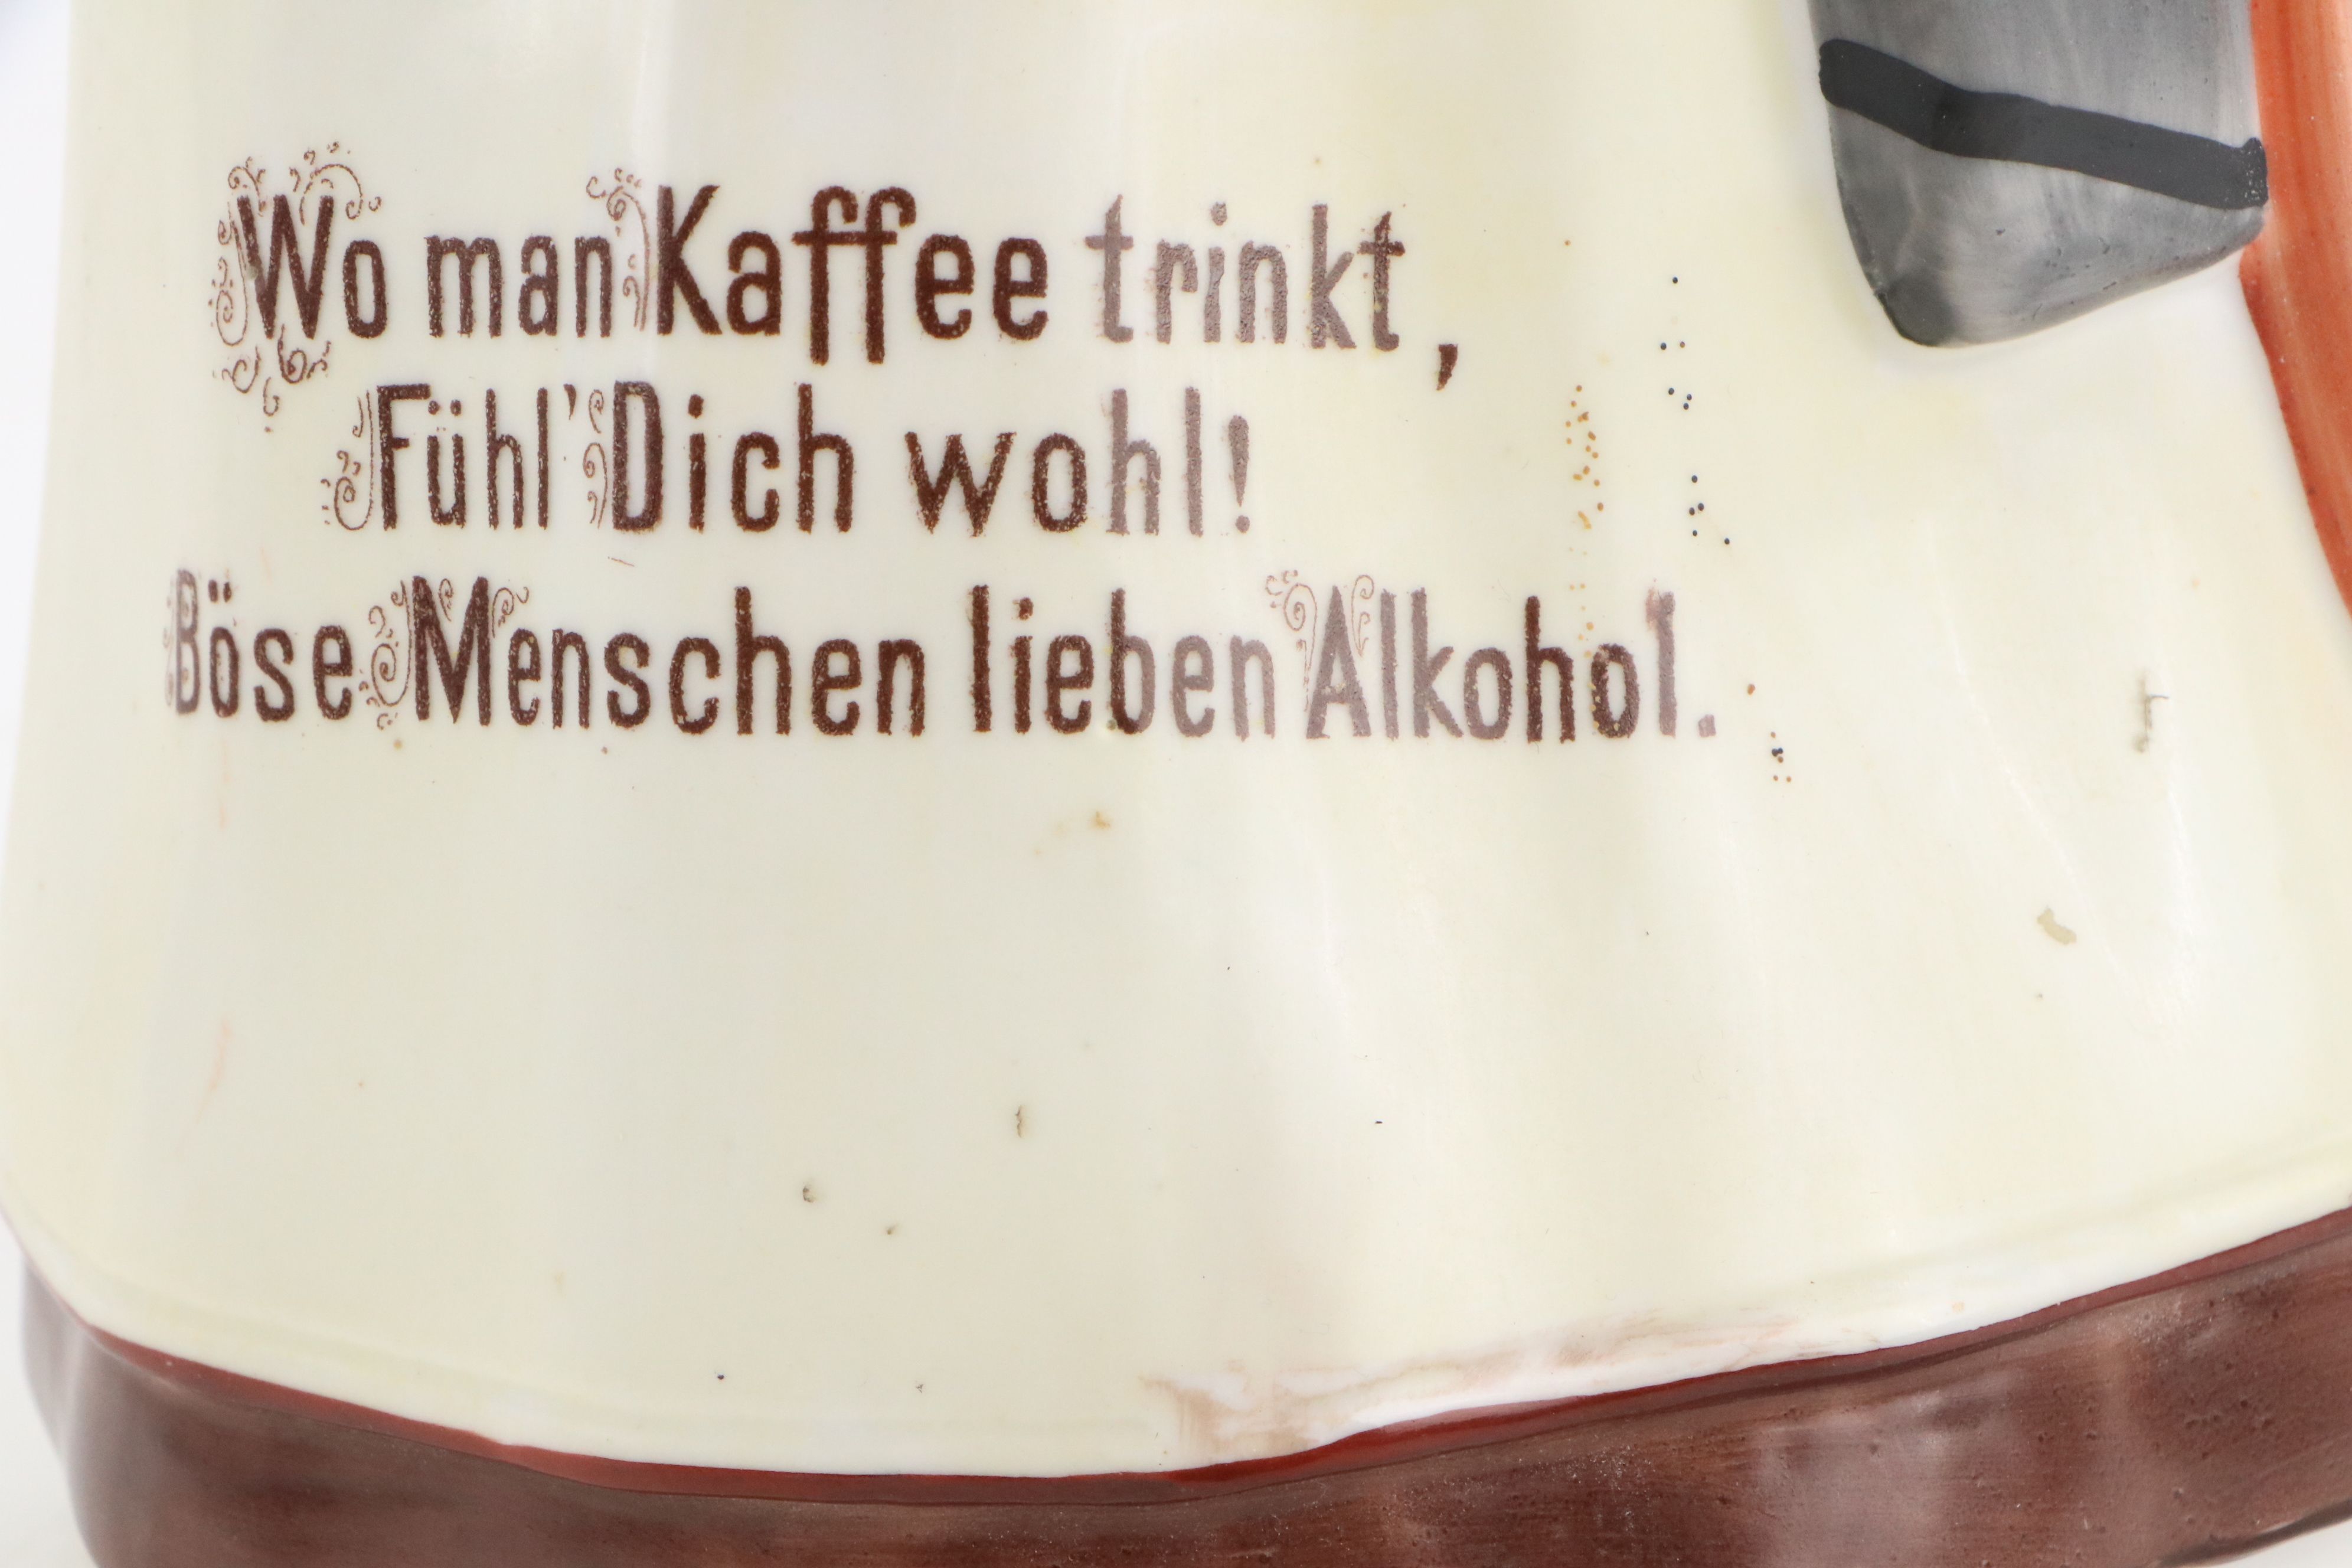 Wo man Kaffee trinkt,
Fühl' Dich wohl!
Böse Menschen lieben Alkohol.